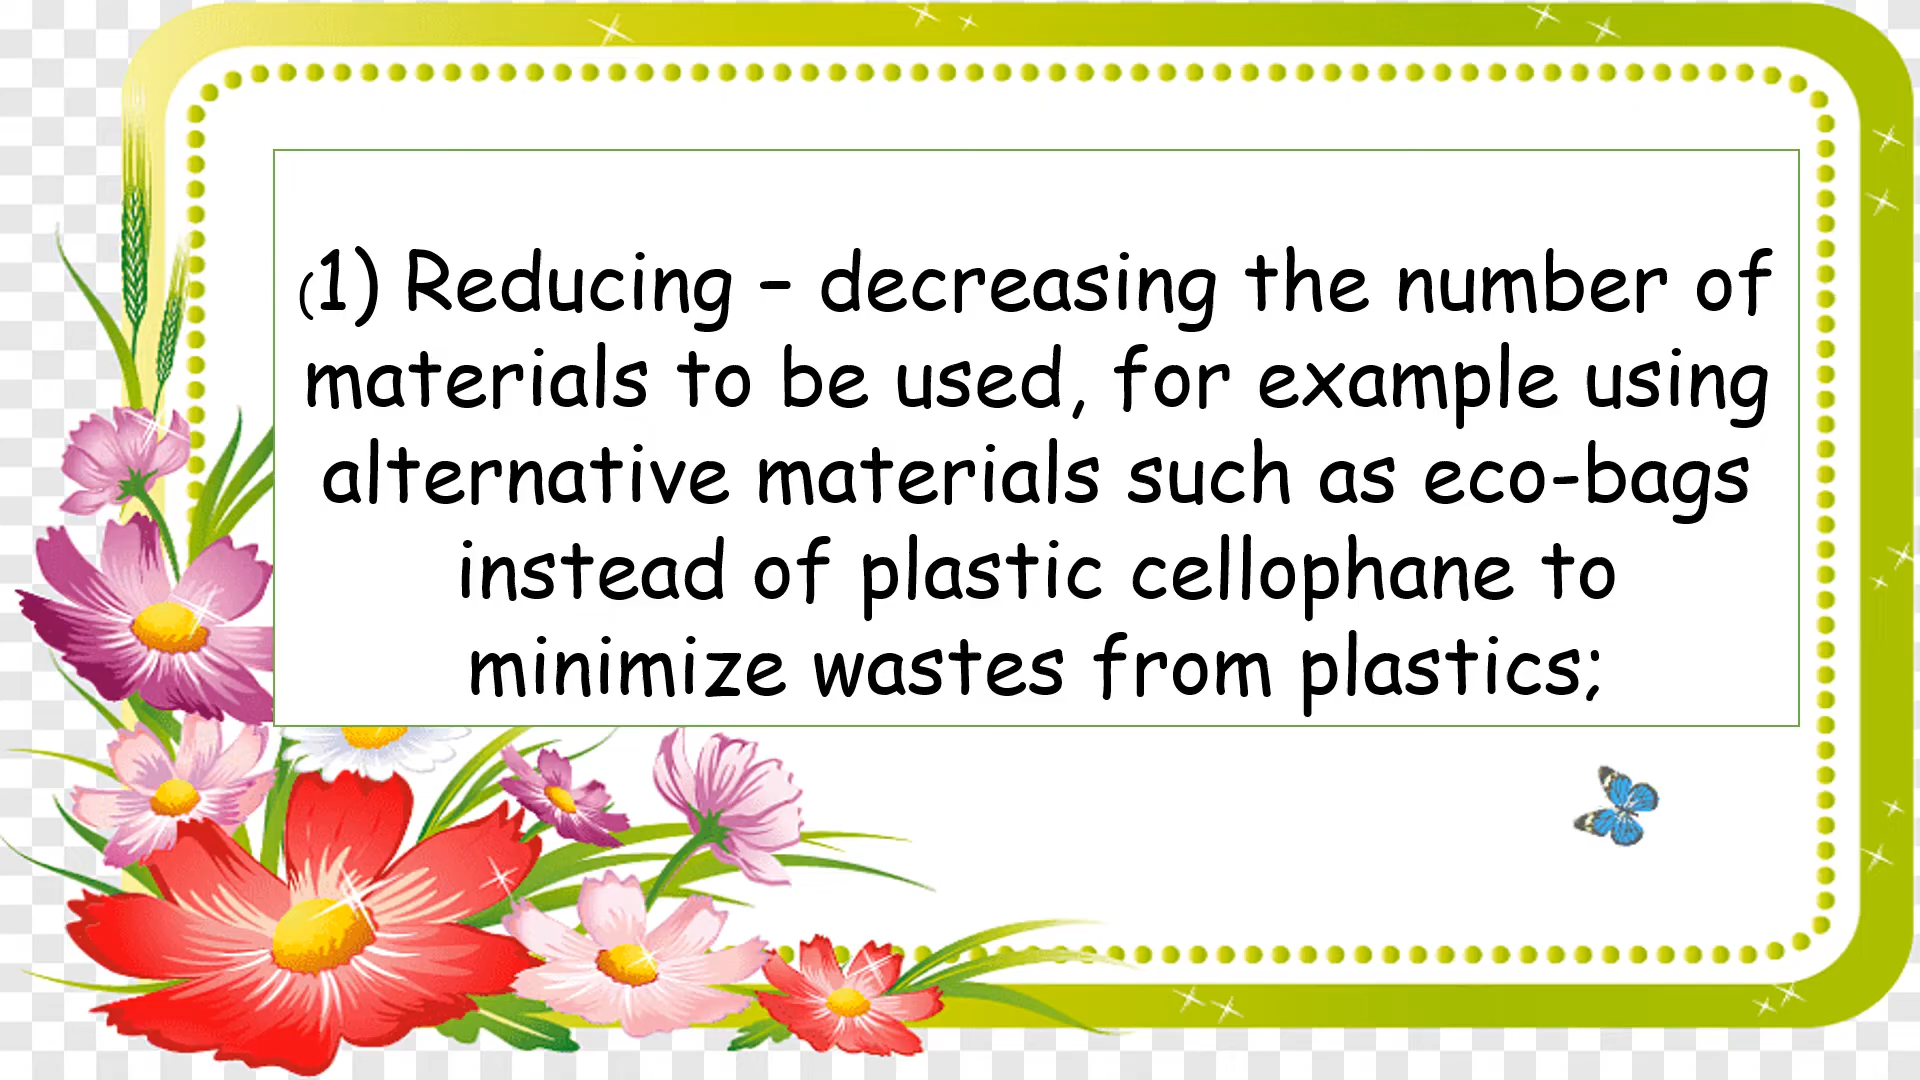 (1) Reducing – decreasing the number of
materials to be used, for example using
alternative materials such as eco-bags
instead of plastic cellophane to
minimize wastes from plastics;